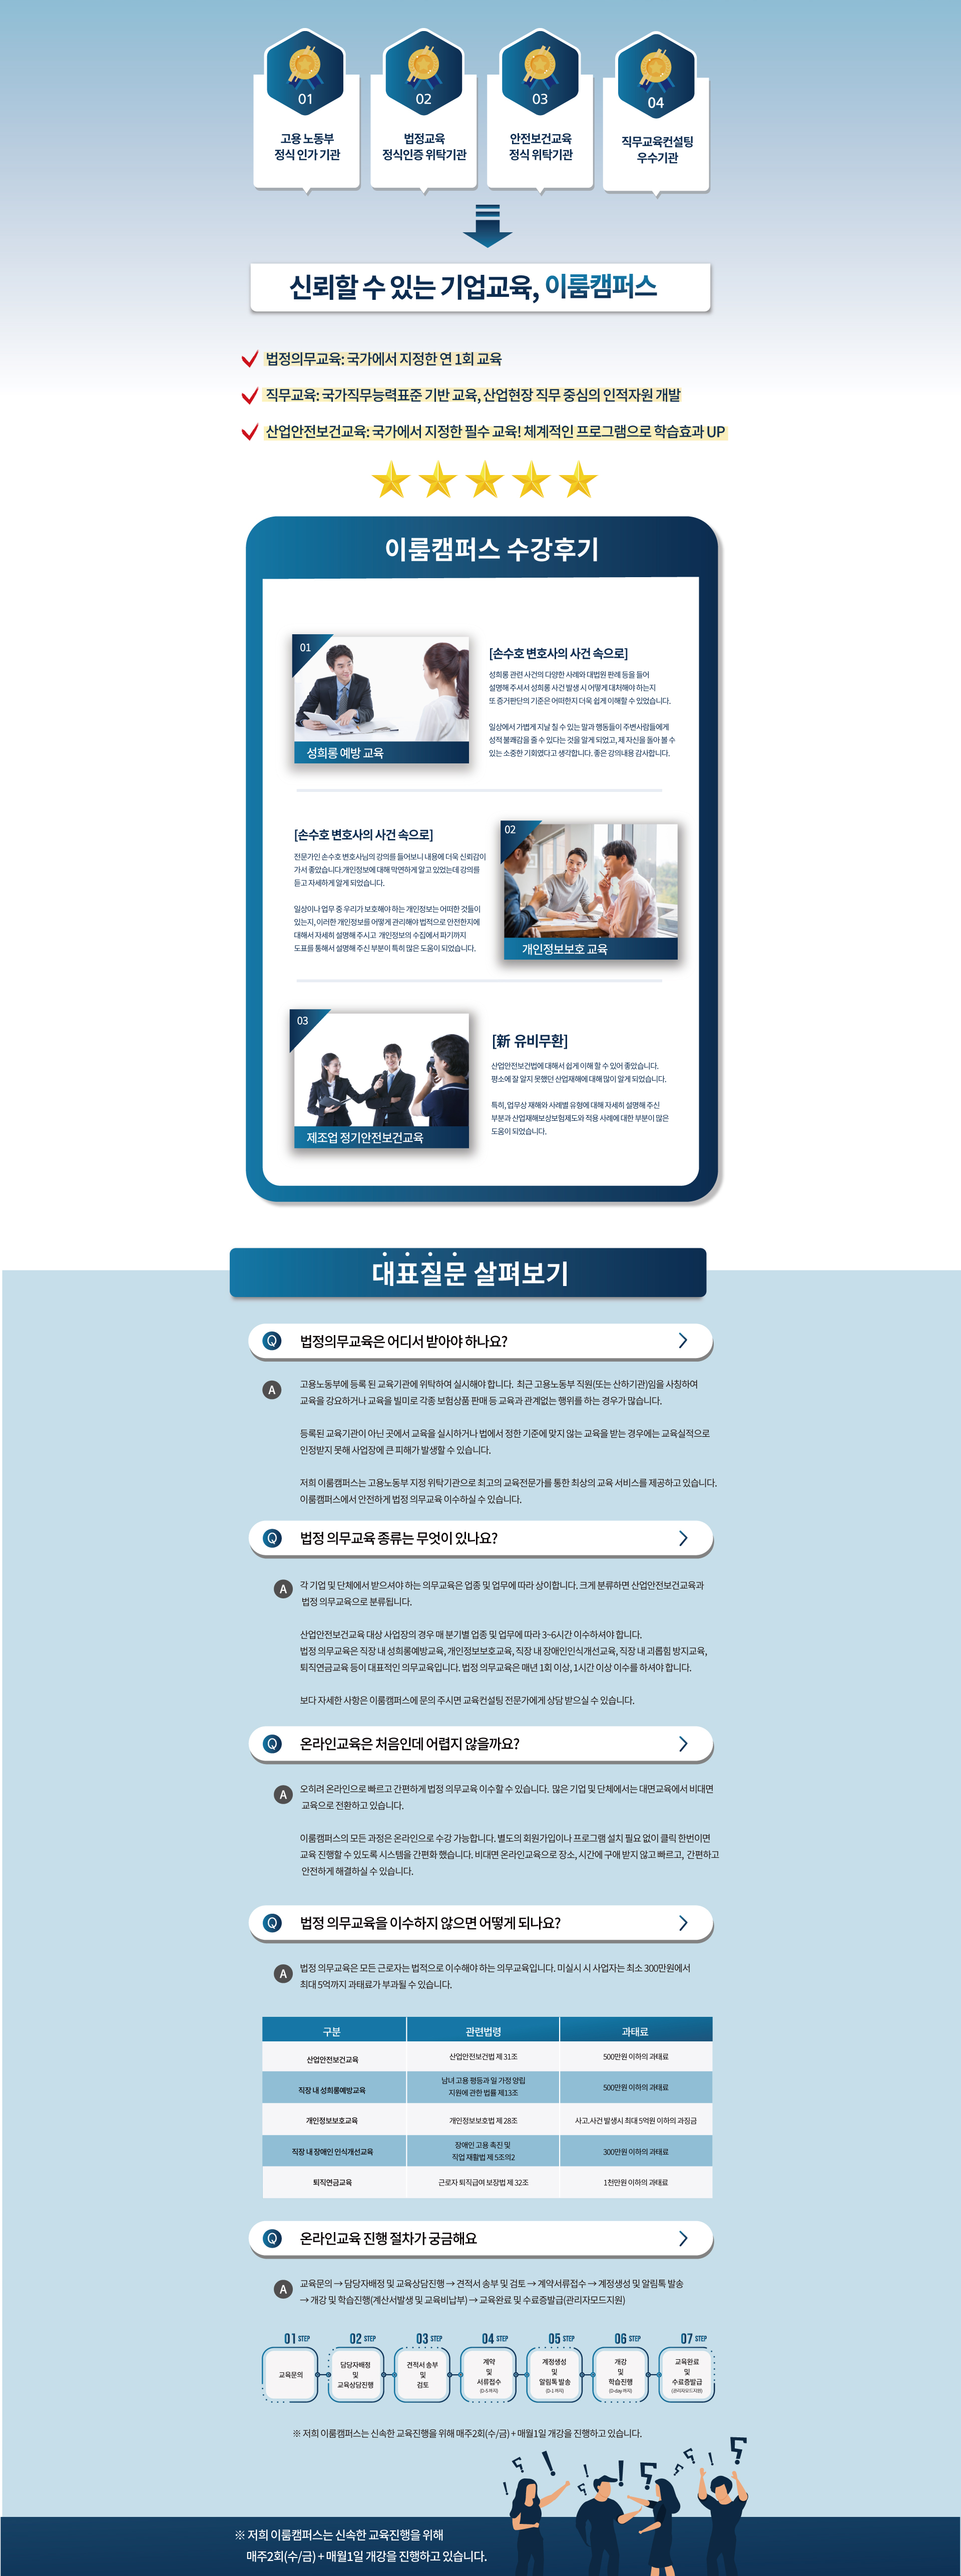 01
고용 노동부
정식 인가 기관
02
법정교육
정식인증 위탁기관
03
안전보건교육
정식 위탁기관
04
직무교육컨설팅
우수기관
신뢰할 수 있는 기업교육, 이룸캠퍼스
법정의무교육: 국가에서 지정한 연 1회 교육
직무교육: 국가직무능력표준 기반 교육, 산업현장 직무 중심의 인적자원 개발
산업안전보건교육: 국가에서 지정한 필수 교육! 체계적인 프로그램으로 학습효과 UP
이룸캠퍼스 수강후기
01
성희롱 예방 교육
[손수호 변호사의 사건 속으로]
성희롱 관련 사건의 다양한 사례와 대법원 판례 등을 들어
설명해 주셔서 성희롱 사건 발생 시 어떻게 대처해야 하는지
또 증거판단의 기준은 어떠한지 더욱 쉽게 이해할 수 있었습니다.
일상에서 가볍게 지날 칠 수 있는 말과 행동들이 주변사람들에게
성적 불쾌감을 줄 수 있다는 것을 알게 되었고, 제 자신을 돌아 볼 수
있는 소중한 기회였다고 생각합니다. 좋은 강의내용 감사합니다.
[손수호 변호사의 사건 속으로]
전문가인 손수호 변호사님의 강의를 들어보니 내용에 더욱 신뢰감이
가서 좋았습니다.개인정보에 대해 막연하게 알고 있었는데 강의를
듣고 자세하게 알게 되었습니다.
일상이나 업무 중 우리가 보호해야 하는 개인정보는 어떠한 것들이
있는지, 이러한 개인정보를 어떻게 관리해야 법적으로 안전한지에
대해서 자세히 설명해 주시고 개인정보의 수집에서 파기까지
도표를 통해서 설명해 주신 부분이 특히 많은 도움이 되었습니다.
02
개인정보보호 교육
03
제조업 정기안전보건교육
[新 유비무환]
산업안전보건법에 대해서 쉽게 이해 할 수 있어 좋았습니다.
평소에 잘 알지 못했던 산업재해에 대해 많이 알게 되었습니다.
특히, 업무상 재해와 사례별 유형에 대해 자세히 설명해 주신
부분과 산업재해보상보험제도와 적용 사례에 대한 부분이 많은
도움이 되었습니다.
대표질문 살펴보기
Q 법정의무교육은 어디서 받아야 하나요?
A 고용노동부에 등록 된 교육기관에 위탁하여 실시해야 합니다. 최근 고용노동부 직원(또는 산하기관)임을 사칭하여
교육을 강요하거나 교육을 빌미로 각종 보험상품 판매 등 교육과 관계없는 행위를 하는 경우가 많습니다.
등록된 교육기관이 아닌 곳에서 교육을 실시하거나 법에서 정한 기준에 맞지 않는 교육을 받는 경우에는 교육실적으로
인정받지 못해 사업장에 큰 피해가 발생할 수 있습니다.
저희 이룸캠퍼스는 고용노동부 지정 위탁기관으로 최고의 교육전문가를 통한 최상의 교육 서비스를 제공하고 있습니다.
이룸캠퍼스에서 안전하게 법정 의무교육 이수하실 수 있습니다.
Q 법정 의무교육 종류는 무엇이 있나요?
A 각 기업 및 단체에서 받으셔야 하는 의무교육은 업종 및 업무에 따라 상이합니다. 크게 분류하면 산업안전보건교육과
법정 의무교육으로 분류됩니다.
산업안전보건교육 대상 사업장의 경우 매 분기별 업종 및 업무에 따라 3~6시간 이수하셔야 합니다.
법정 의무교육은 직장 내 성희롱예방교육, 개인정보보호교육, 직장 내 장애인인식개선교육, 직장 내 괴롭힘 방지교육,
퇴직연금교육 등이 대표적인 의무교육입니다. 법정 의무교육은 매년 1회 이상, 1시간 이상 이수를 하셔야 합니다.
보다 자세한 사항은 이룸캠퍼스에 문의 주시면 교육컨설팅 전문가에게 상담 받으실 수 있습니다.
Q 온라인교육은 처음인데 어렵지 않을까요?
A 오히려 온라인으로 빠르고 간편하게 법정 의무교육 이수할 수 있습니다. 많은 기업 및 단체에서는 대면교육에서 비대면
교육으로 전환하고 있습니다.
이룸캠퍼스의 모든 과정은 온라인으로 수강 가능합니다. 별도의 회원가입이나 프로그램 설치 필요 없이 클릭 한번이면
교육 진행할 수 있도록 시스템을 간편화 했습니다. 비대면 온라인교육으로 장소, 시간에 구애 받지 않고 빠르고, 간편하고
안전하게 해결하실 수 있습니다.
Q 법정 의무교육을 이수하지 않으면 어떻게 되나요?
A 법정 의무교육은 모든 근로자는 법적으로 이수해야 하는 의무교육입니다. 미실시 시 사업자는 최소 300만원에서
최대 5억까지 과태료가 부과될 수 있습니다.
구분 관련법령 과태료
산업안전보건교육 산업안전보건법 제 31조 500만원 이하의 과태료
직장 내 성희롱예방교육 남녀 고용 평등과 일 가정 양립
지원에 관한 법률 제13조 500만원 이하의 과태료
개인정보보호교육 개인정보보호법 제 28조 사고.사건 발생시 최대 5억원 이하의 과징금
직장 내 장애인 인식개선교육 장애인 고용 촉진 및
직업 재활법 제 5조의2 300만원 이하의 과태료
퇴직연금교육 근로자 퇴직급여 보장법 제 32조 1천만원 이하의 과태료
Q 온라인교육 진행 절차가 궁금해요
A 교육문의 → 담당자배정 및 교육상담진행 → 견적서 송부 및 검토 → 계약서류접수 → 계정생성 및 알림톡 발송
→ 개강 및 학습진행(계산서발생 및 교육비납부) → 교육완료 및 수료증발급(관리자모드지원)
01 STEP
교육문의
02 STEP
담당자배정
및
교육상담진행
03 STEP
견적서 송부
및
검토
04 STEP
계약
및
서류접수
(D-5 까지)
05 STEP
계정생성
및
알림톡 발송
(D-1 까지)
06 STEP
개강
및
학습진행
(D-day 까지)
07 STEP
교육완료
및
수료증발급
(관리자모드지원)
※ 저희 이룸캠퍼스는 신속한 교육진행을 위해 매주2회(수/금) + 매월1일 개강을 진행하고 있습니다.
※ 저희 이룸캠퍼스는 신속한 교육진행을 위해
매주2회(수/금) + 매월1일 개강을 진행하고 있습니다.